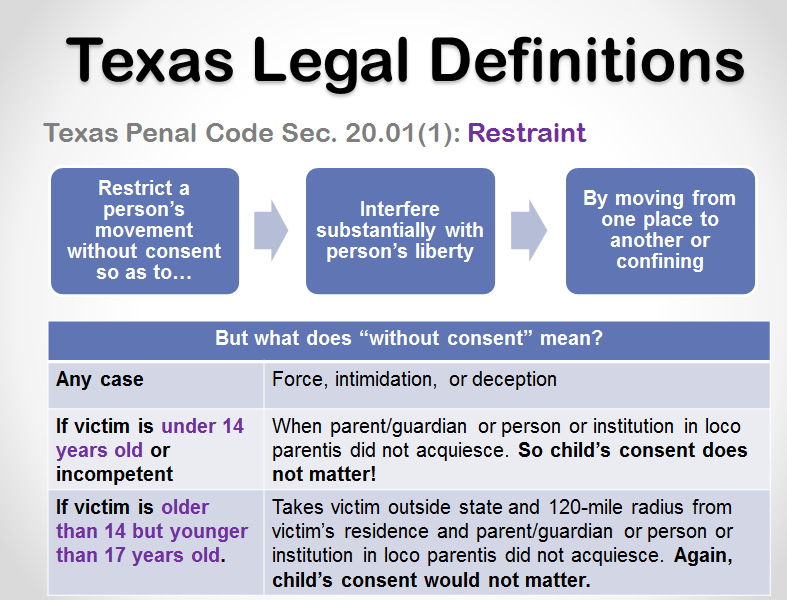 Texas Legal Definitions
Texas Penal Code Sec. 20.01(1): Restraint
Restrict a
person’s
movement
without consent
so as to…
Interfere
substantially with
person’s liberty
By moving from
one place to
another or
confining
But what does “without consent” mean?
Any case
Force, intimidation, or deception
If victim is under 14
years old or
incompetent
When parent/guardian or person or institution in loco
parentis did not acquiesce. So child’s consent does
not matter!
If victim is older
than 14 but younger
than 17 years old.
Takes victim outside state and 120-mile radius from
victim’s residence and parent/guardian or person or
institution in loco parentis did not acquiesce. Again,
child’s consent would not matter.